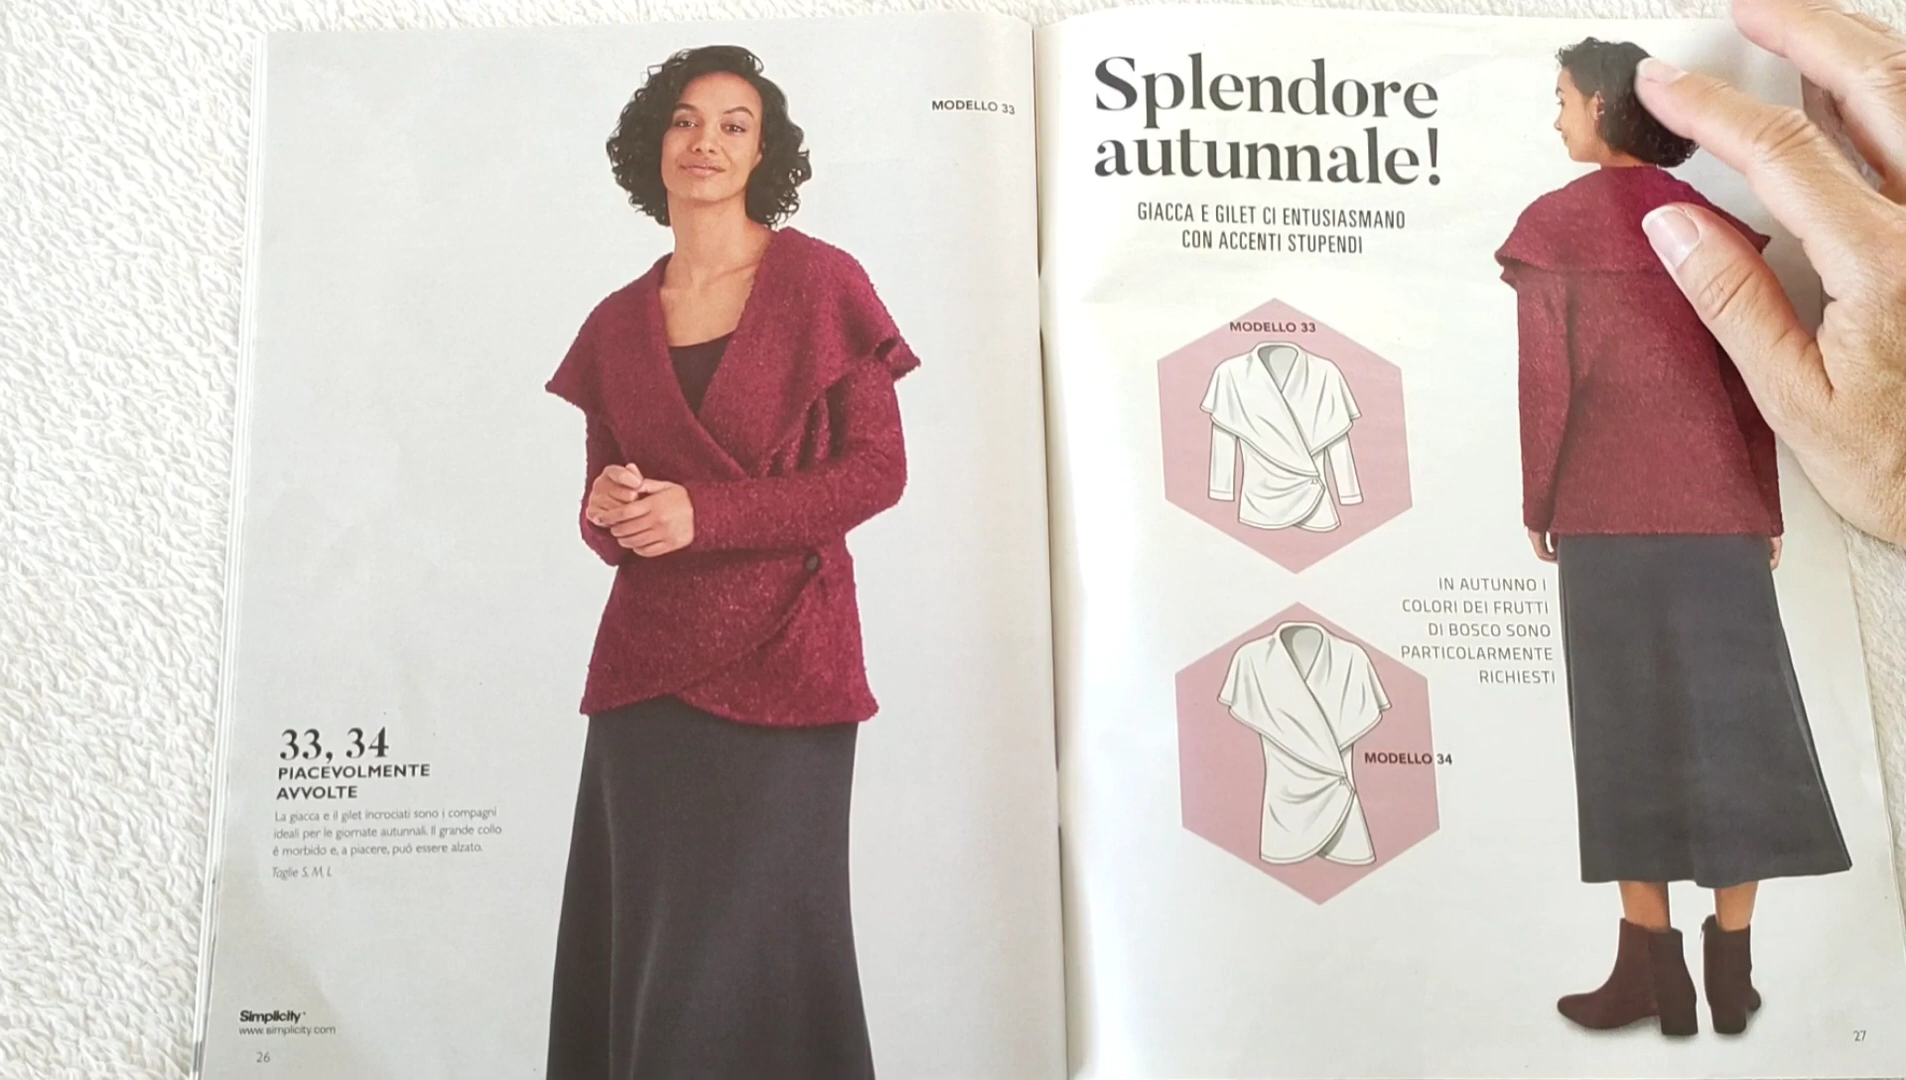 MODELLO 33
33, 34
PIACEVOLMENTE
AVVOLTE
La giacca e il gilet incrociati sono i compagni
ideali per le giornate autunnali. Il grande collo
è morbido e, a piacere, può essere alzato.
Taglie S, M, L
Simplicity
www.simplicity.com
26
Splendore
autunnale!
GIACCA E GILET CI ENTUSIASMANO
CON ACCENTI STUPENDI
MODELLO 33
IN AUTUNNO I
COLORI DEI FRUTTI
DI BOSCO SONO
PARTICOLARMENTE
RICHIESTI
MODELLO 34
27